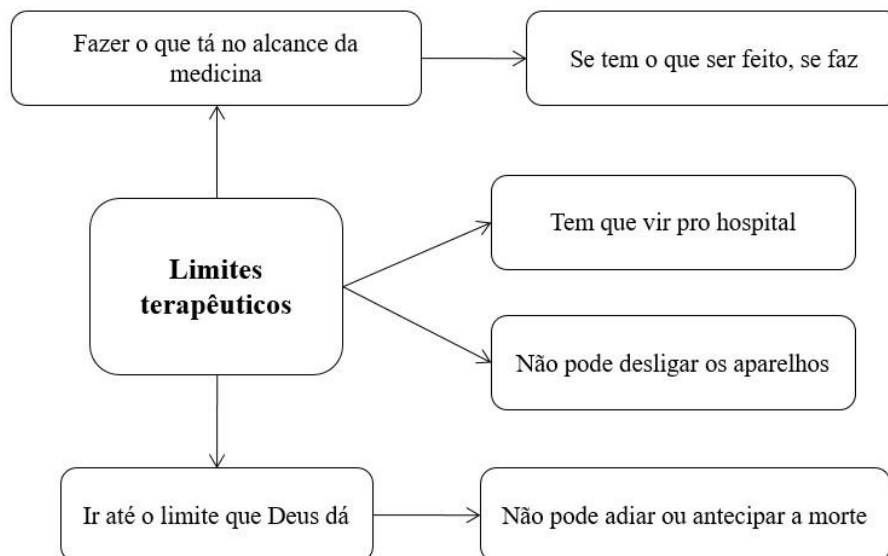 Fazer o que tá no alcance da
medicina
Se tem o que ser feito, se faz
Tem que vir pro hospital
Limites
terapêuticos
Não pode desligar os aparelhos
Ir até o limite que Deus dá
Não pode adiar ou antecipar a morte